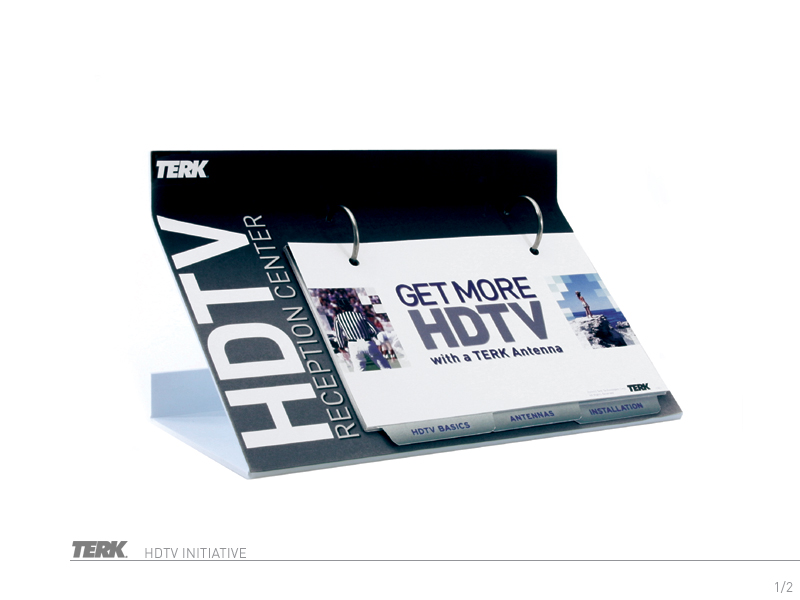 TERK
HDTV
RECEPTION CENTER
GET MORE
HDTV
with a TERK Antenna
TERK
HDTV BASICS
ANTENNAS
INSTALLATION
TERK HDTV INITIATIVE
1/2